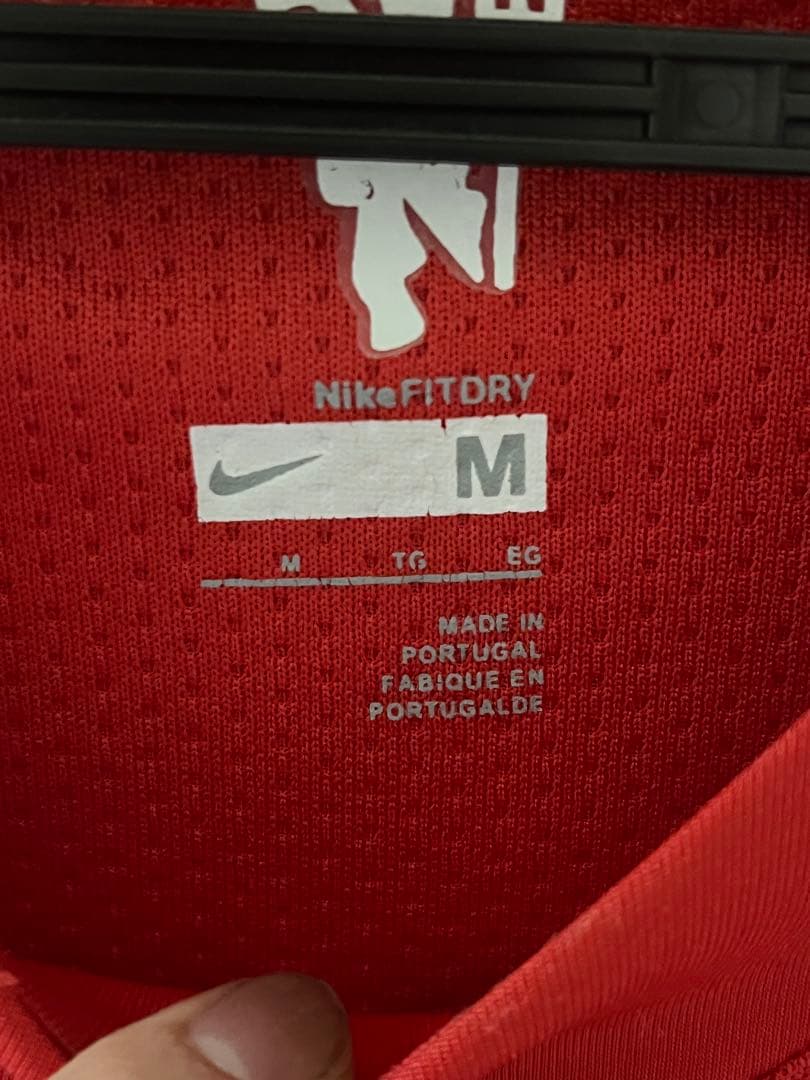 NikeFITDRY
M
M TG EG
MADE IN
PORTUGAL
FABIQUE EN
PORTUGALDE